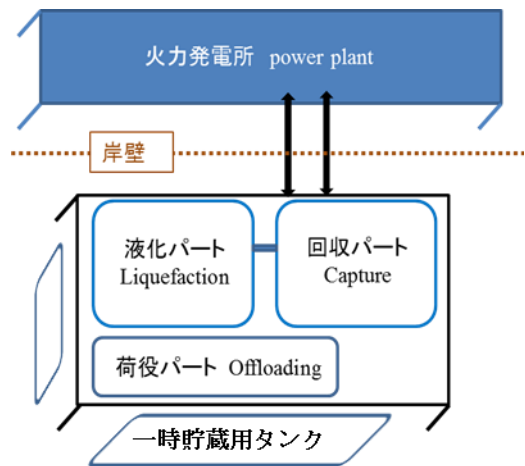 火力発電所 power plant
岸壁
液化パート
Liquefaction
回収パート
Capture
荷役パート Offloading
一時貯蔵用タンク